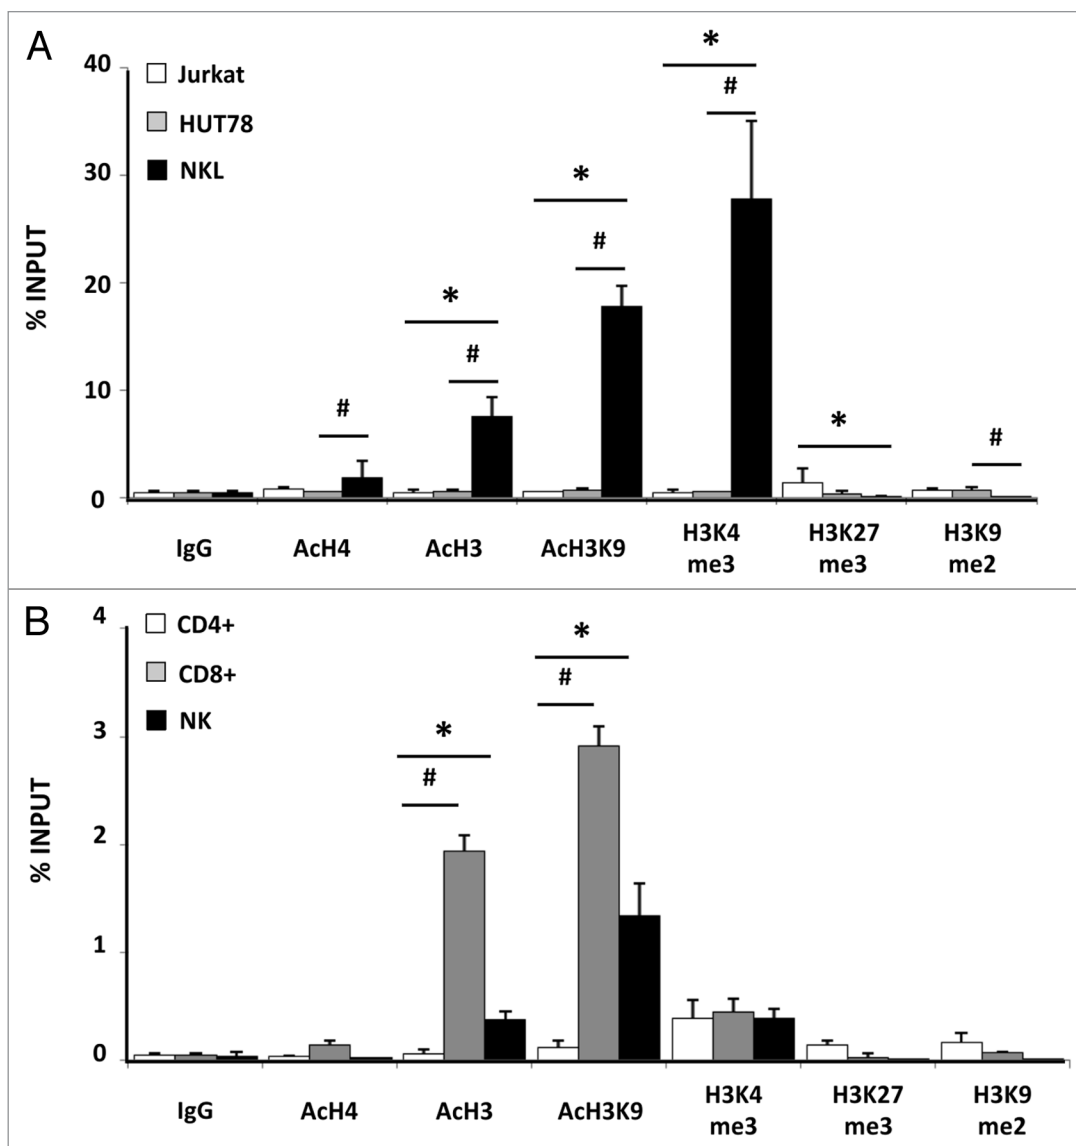 A
40
30
20
10
0
% INPUT
Jurkat
HUT78
NKL
*
#
*
#
*
#
#
*
#
IgG
AcH4
AcH3
AcH3K9
H3K4
me3
H3K27
me3
H3K9
me2
B
4
3
2
1
0
% INPUT
CD4+
CD8+
NK
*
#
*
#
IgG
AcH4
AcH3
AcH3K9
H3K4
me3
H3K27
me3
H3K9
me2